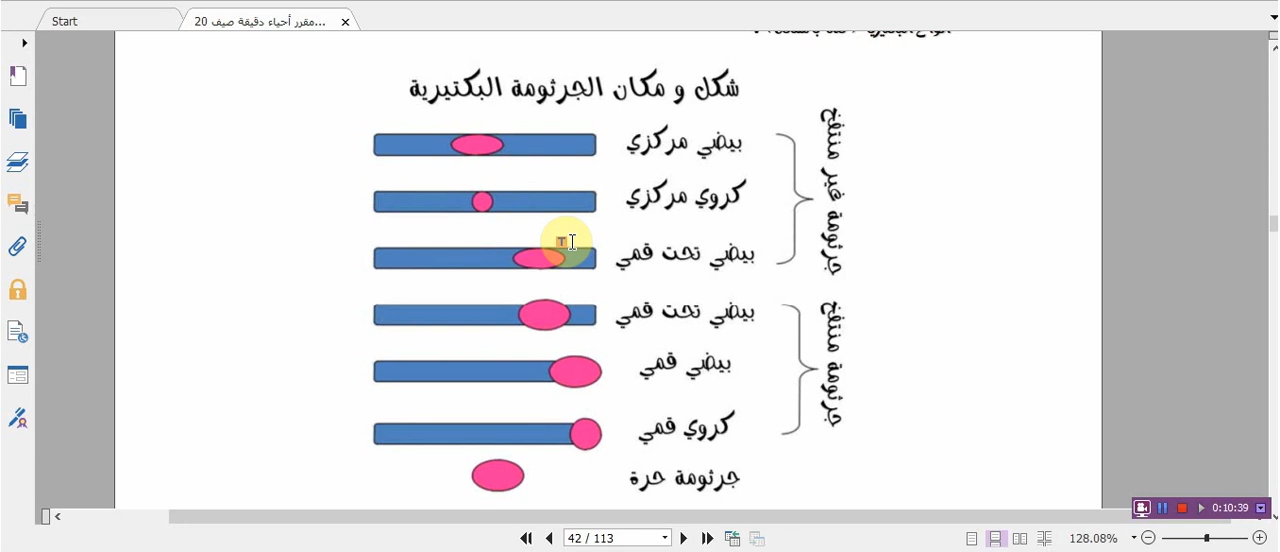 Start
مقرر أحياء دقيقة صيف 20...
شكل و مكان الجرثومة البكتيرية
بيضي مركزي
كروي مركزي
بيضي تحت قمي
جرثومة غير منتفخ
بيضي تحت قمي
بيضي قمي
كروي قمي
جرثومة منتفخ
جرثومة حرة
0:10:39
42 / 113
128.08%